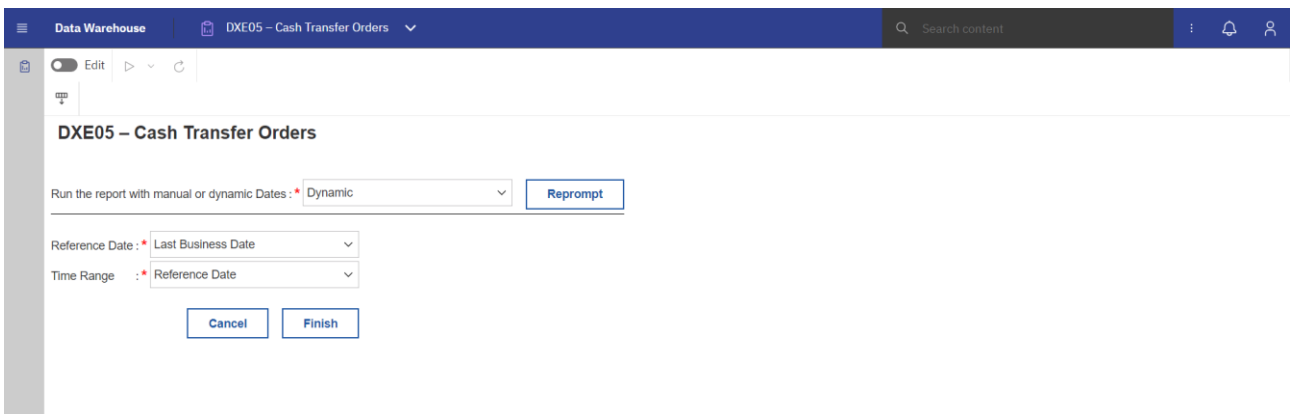 Data Warehouse DXE05 – Cash Transfer Orders Search content
Edit
DXE05 – Cash Transfer Orders
Run the report with manual or dynamic Dates : * Dynamic Reprompt
Reference Date : * Last Business Date
Time Range : * Reference Date
Cancel Finish